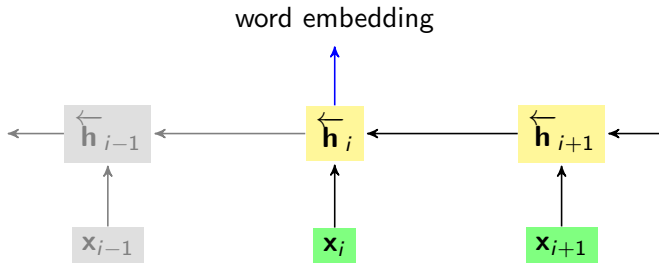 word embedding
←h i−1 ←h i ←h i+1
x i−1 x i x i+1